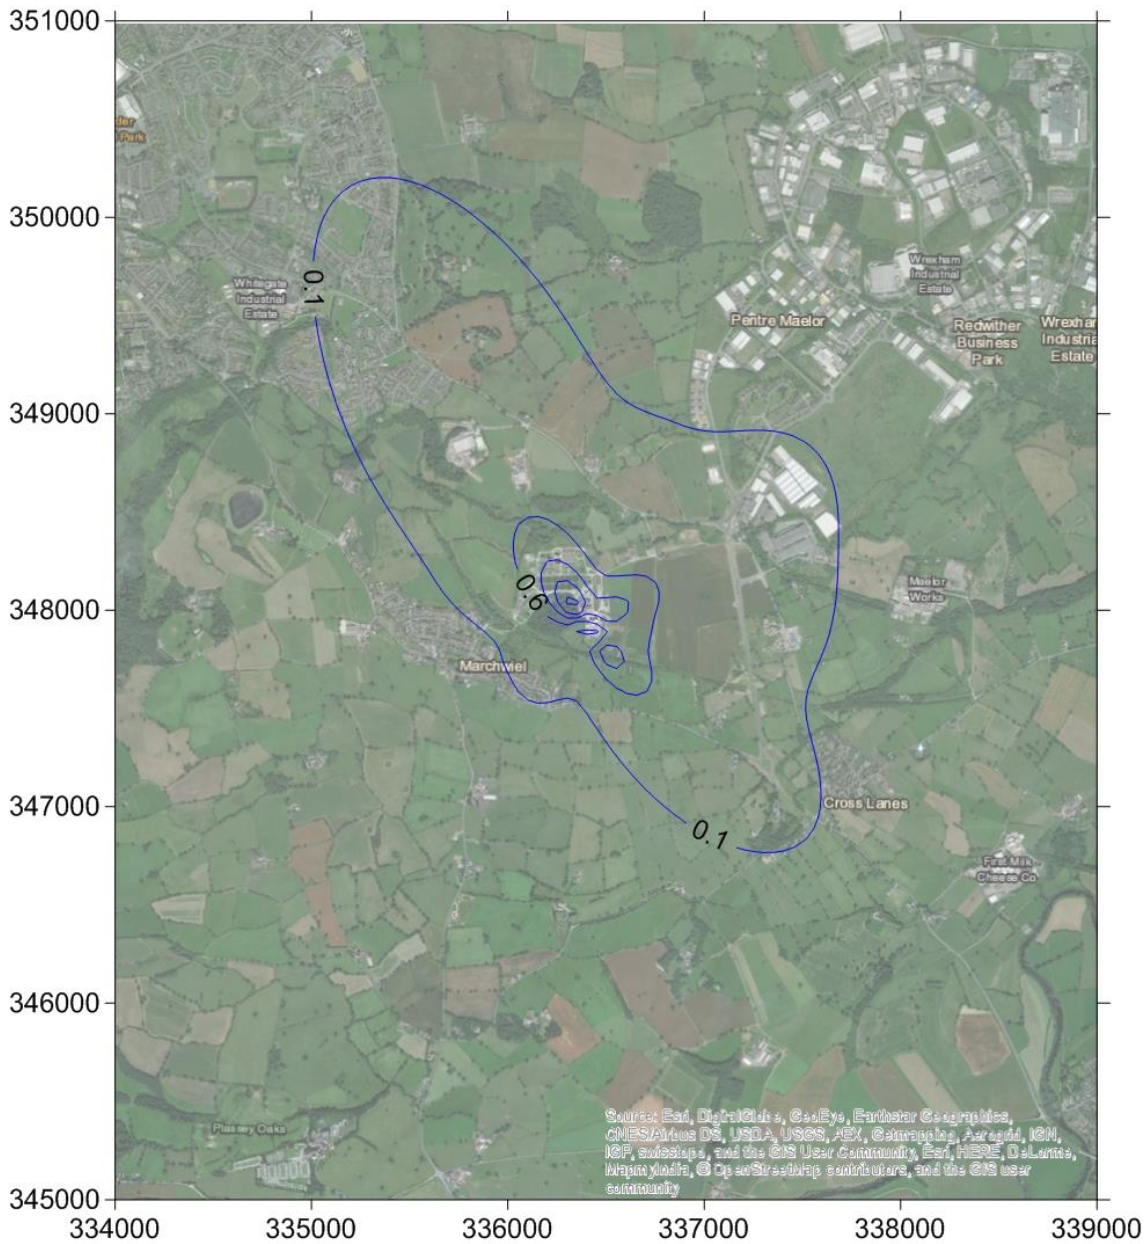 351000
350000
349000
348000
347000
346000
345000
334000
335000
336000
337000
338000
339000
Park
0.1
Whitegate
Industrial
Estate
Wrexham
Industrial
Estate
Pentre Maelor
Redwither
Business
Park
Estate
0.6
Maelor
Works
Marchwiel
Cross Lanes
0.1
First Milk
Cheese Co
Plassey Oaks
Source: Esri, DigitalGlobe, GeoEye, Earthstar Geographics,
CNES/Airbus DS, USDA, USGS, AEX, Getmapping, Aerogrid, IGN,
IGP, swisstopo, and the GIS User Community, Esri, HERE, DeLorme,
MapmyIndia, © OpenStreetMap contributors, and the GIS user
community